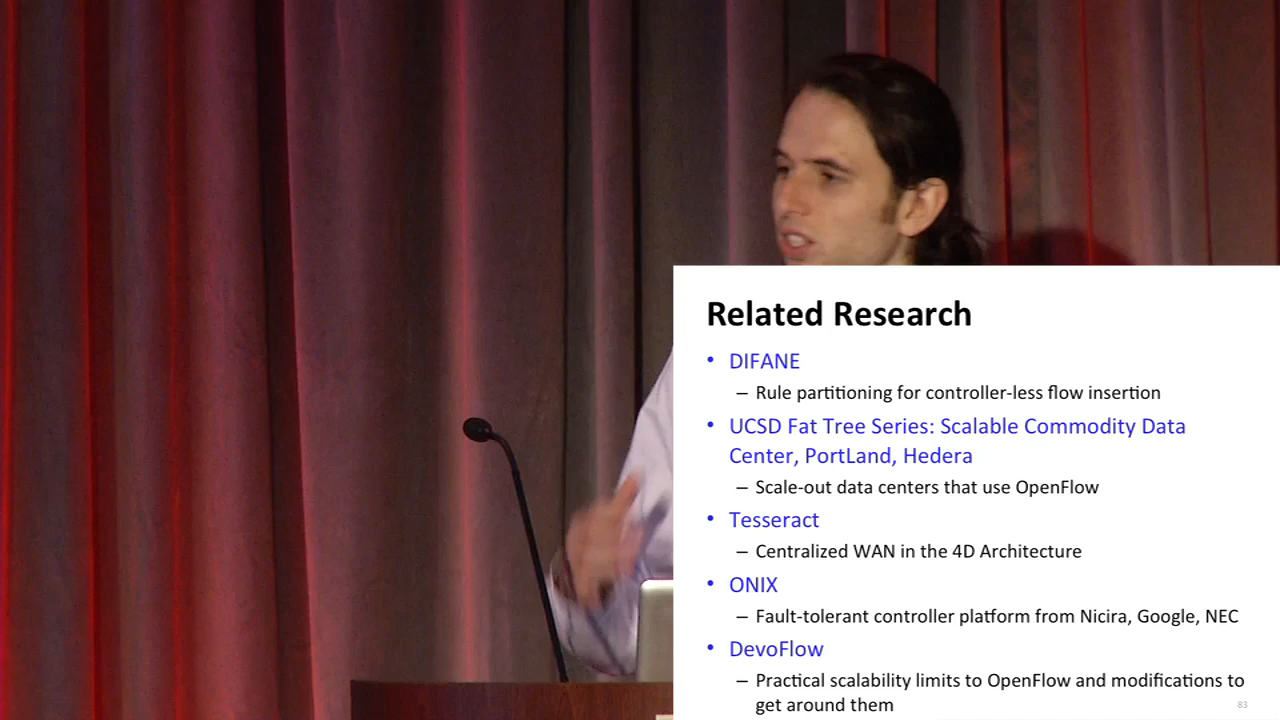 Related Research
• DIFANE
– Rule partitioning for controller-less flow insertion
• UCSD Fat Tree Series: Scalable Commodity Data
Center, PortLand, Hedera
– Scale-out data centers that use OpenFlow
• Tesseract
– Centralized WAN in the 4D Architecture
• ONIX
– Fault-tolerant controller platform from Nicira, Google, NEC
• DevoFlow
– Practical scalability limits to OpenFlow and modifications to
get around them
83